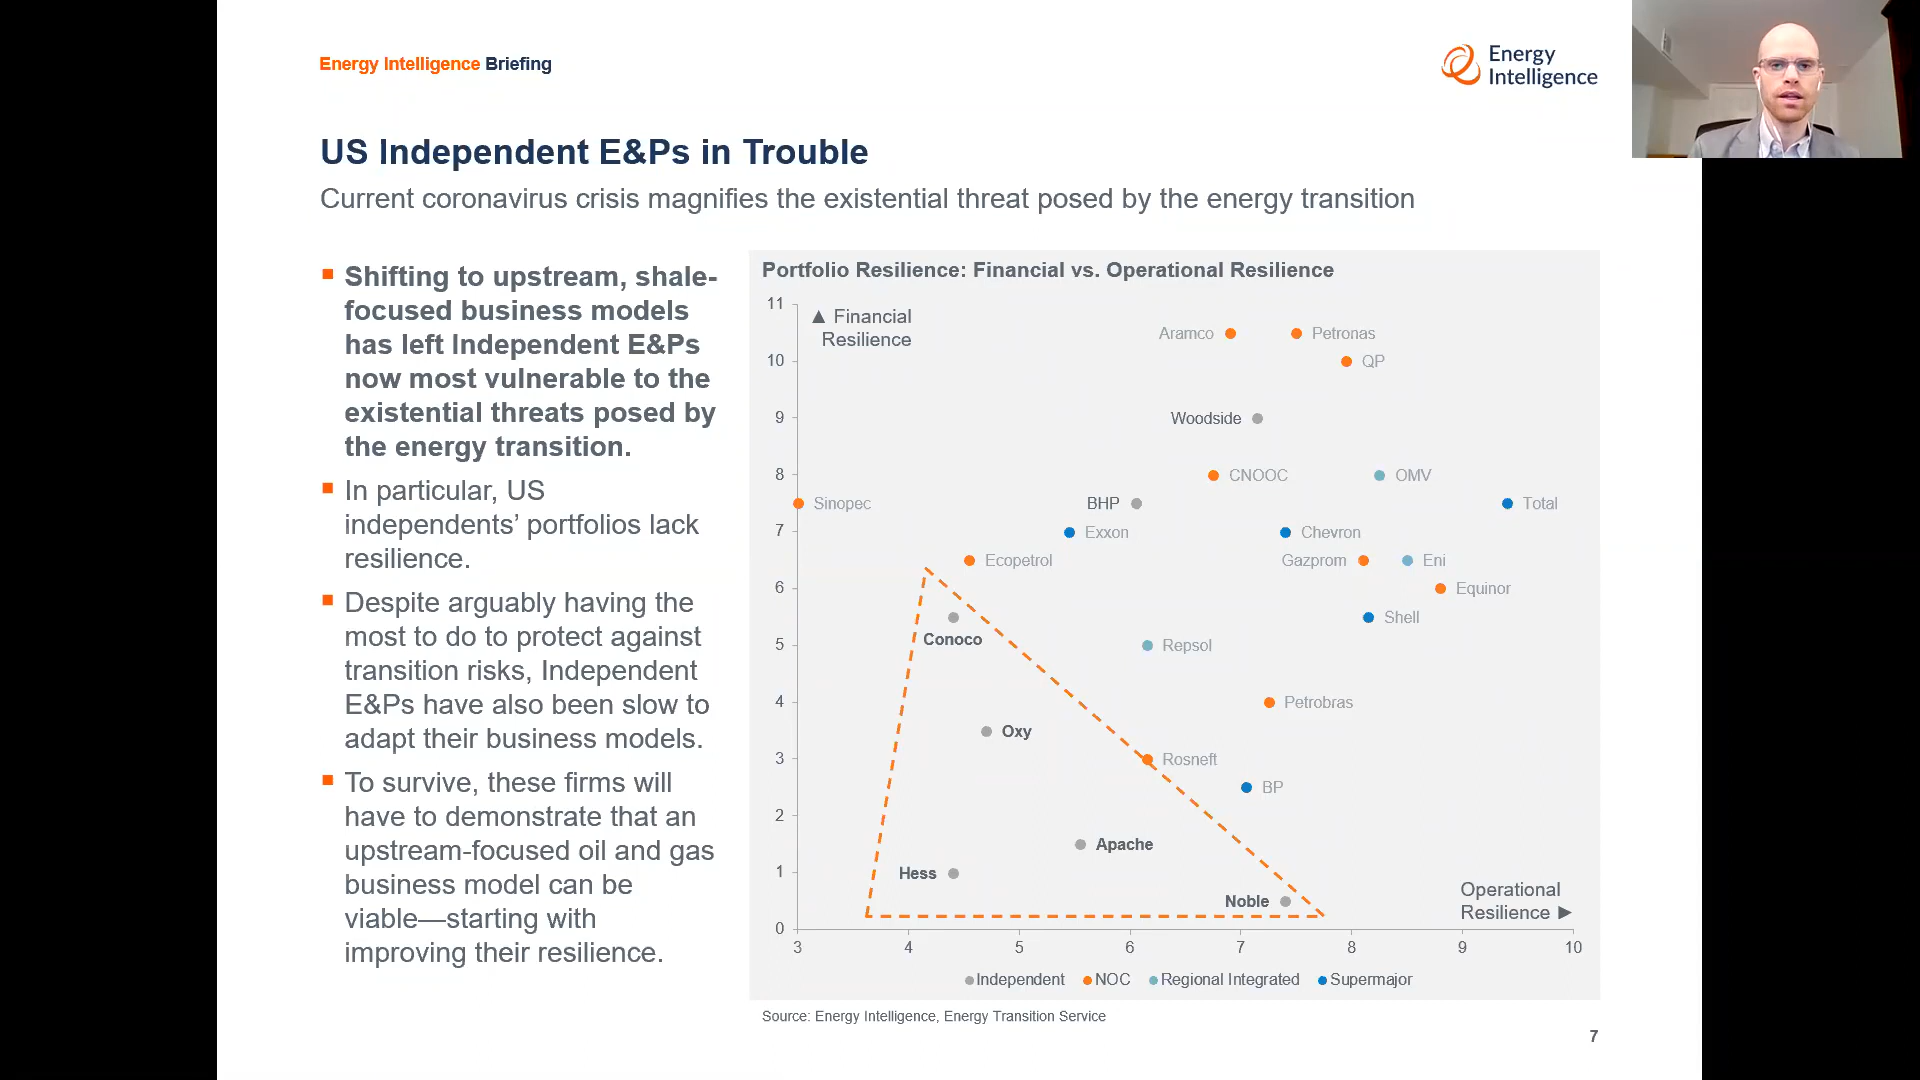 Energy Intelligence Briefing
Energy
Intelligence
US Independent E&Ps in Trouble
Current coronavirus crisis magnifies the existential threat posed by the energy transition
Shifting to upstream, shale-
focused business models
has left Independent E&Ps
now most vulnerable to the
existential threats posed by
the energy transition.
In particular, US
independents’ portfolios lack
resilience.
Despite arguably having the
most to do to protect against
transition risks, Independent
E&Ps have also been slow to
adapt their business models.
To survive, these firms will
have to demonstrate that an
upstream-focused oil and gas
business model can be
viable—starting with
improving their resilience.
Portfolio Resilience: Financial vs. Operational Resilience
11
▲ Financial
Resilience
Aramco
Petronas
10
QP
9
Woodside
8
CNOOC
OMV
Sinopec
BHP
Total
7
Exxon
Chevron
Ecopetrol
Gazprom
Eni
6
Equinor
Conoco
Shell
5
Repsol
4
Petrobras
Oxy
3
Rosneft
BP
2
Apache
1
Hess
Noble
Operational
Resilience ►
0
3 4 5 6 7 8 9 10
Independent NOC Regional Integrated Supermajor
Source: Energy Intelligence, Energy Transition Service
7